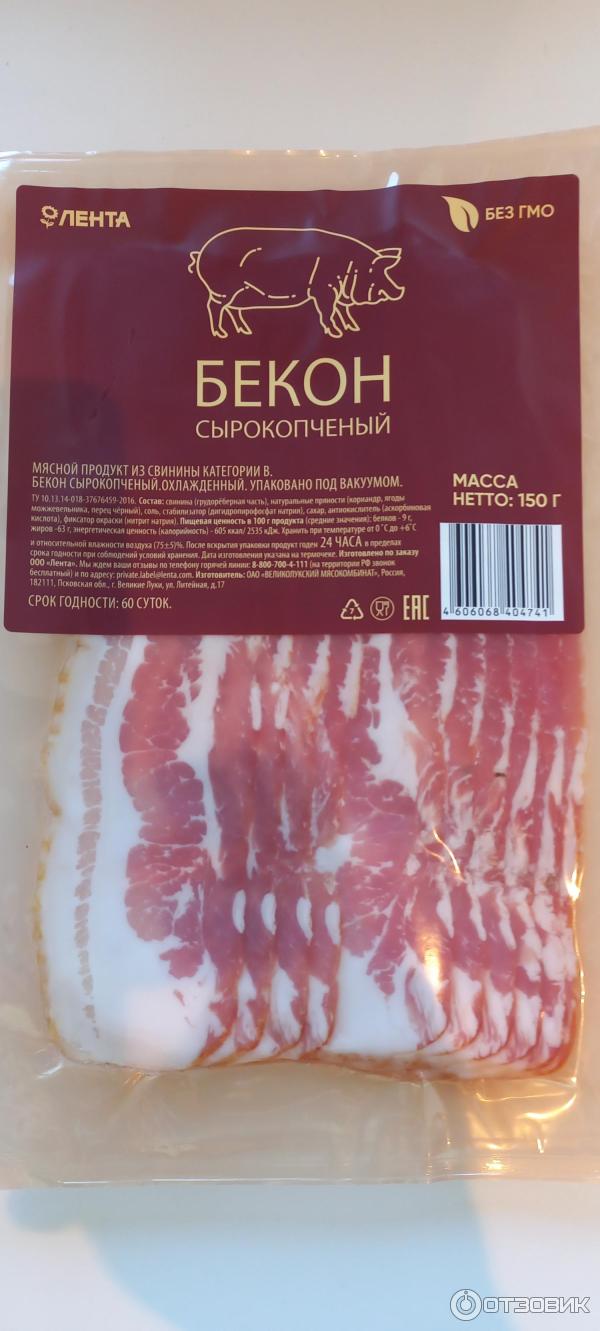 ЛЕНТА
БЕЗ ГМО
БЕКОН
СЫРОКОПЧЕНЫЙ
МЯСНОЙ ПРОДУКТ ИЗ СВИНИНЫ КАТЕГОРИИ В.
БЕКОН СЫРОКОПЧЕНЫЙ.ОХЛАЖДЕННЫЙ. УПАКОВАНО ПОД ВАКУУМОМ.
ТУ 10.13.14-018-37676459-2016. Состав: свинина (грудорёберная часть), натуральные пряности (кориандр, ягоды
можжевельника, перец чёрный), соль, стабилизатор (дигидропирофосфат натрия), сахар, антиокислитель (аскорбиновая
кислота), фиксатор окраски (нитрит натрия). Пищевая ценность в 100 г продукта (средние значения): белков - 9 г,
жиров -63 г, энергетическая ценность (калорийность) - 605 ккал/ 2535 кДж. Хранить при температуре от 0˚С до +6˚С
и относительной влажности воздуха (75±5)%. После вскрытия упаковки продукт годен 24 ЧАСА в пределах
срока годности при соблюдений условий хранения. Дата изготовления указана на термочеке. Изготовлено по заказу
ООО «Лента». Мы ждем ваши отзывы по телефону горячей линии: 8-800-700-4-111 (на территории РФ звонок
бесплатный) и по адресу: private.label@lenta.com. Изготовитель: ОАО «ВЕЛИКОЛУКСКИЙ МЯСОКОМБИНАТ», Россия,
182111, Псковская обл., г. Великие Луки, ул. Литейная, д.17
СРОК ГОДНОСТИ: 60 СУТОК.
МАССА
НЕТТО: 150 Г
4 606068 404741
7
EAC
ОТЗОВИК